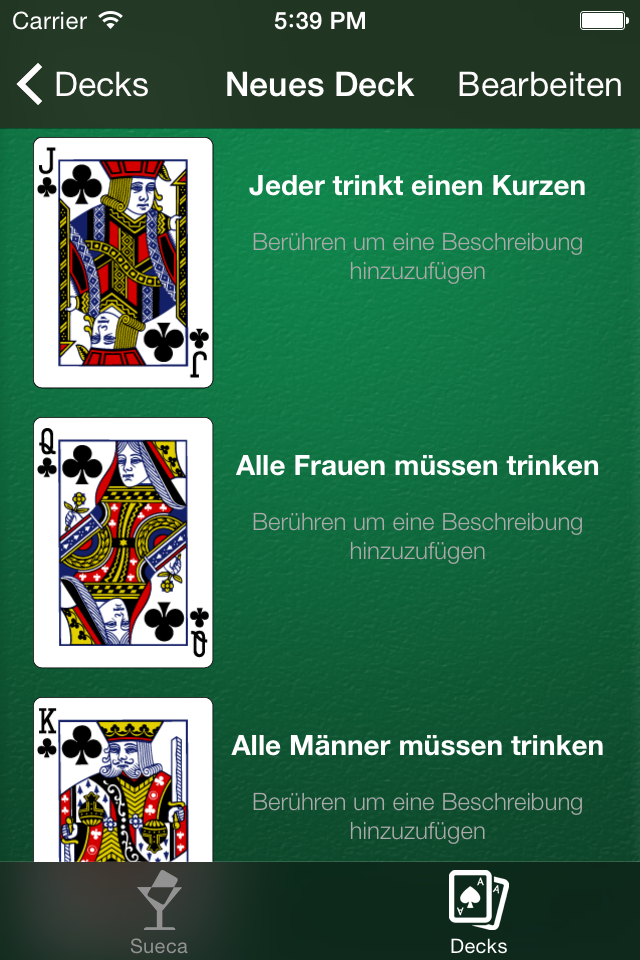 Carrier 5:39 PM
Decks Neues Deck Bearbeiten
J
Jeder trinkt einen Kurzen
Berühren um eine Beschreibung
hinzuzufügen
J
Q
Alle Frauen müssen trinken
Berühren um eine Beschreibung
hinzuzufügen
Q
K
Alle Männer müssen trinken
Berühren um eine Beschreibung
hinzuzufügen
A
A
A
Sueca Decks